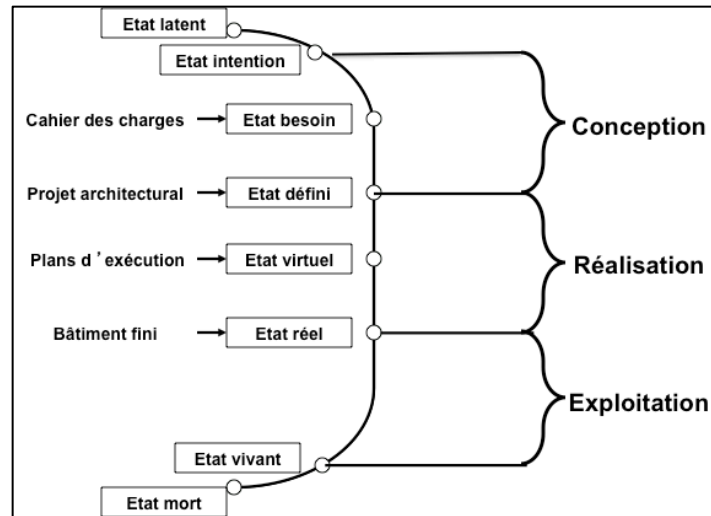 Etat latent
Etat intention
Cahier des charges
Etat besoin
Conception
Projet architectural
Etat défini
Plans d ’ exécution
Etat virtuel
Réalisation
Bâtiment fini
Etat réel
Exploitation
Etat vivant
Etat mort